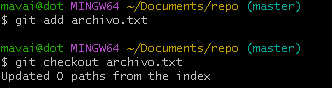 mavai@dot MINGW64 ~/Documents/repo (master)
$ git add archivo.txt
mavai@dot MINGW64 ~/Documents/repo (master)
$ git checkout archivo.txt
Updated 0 paths from the index